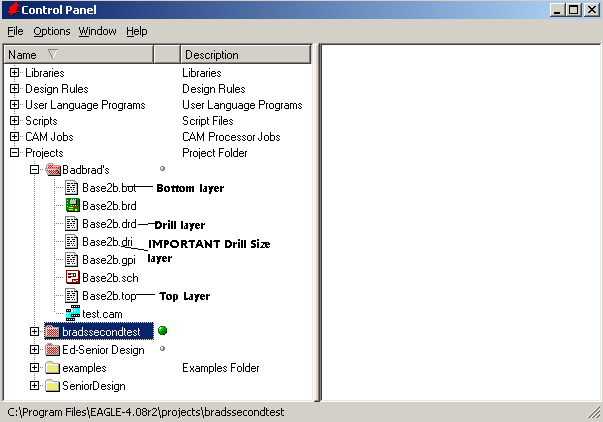 Control Panel
File Options Window Help
Name Description
Libraries Libraries
Design Rules Design Rules
User Language Programs User Language Programs
Scripts Script Files
CAM Jobs CAM Processor Jobs
Projects Project Folder
Badbrad's
Base2b.bot Bottom layer
Base2b.brd
Base2b.drd Drill layer
Base2b.dri IMPORTANT Drill Size
layer
Base2b.gpi
Base2b.sch
Base2b.top Top Layer
test.cam
bradssecondtest
Ed-Senior Design
examples Examples Folder
SeniorDesign
C:\Program Files\EAGLE-4.08r2\projects\bradssecondtest